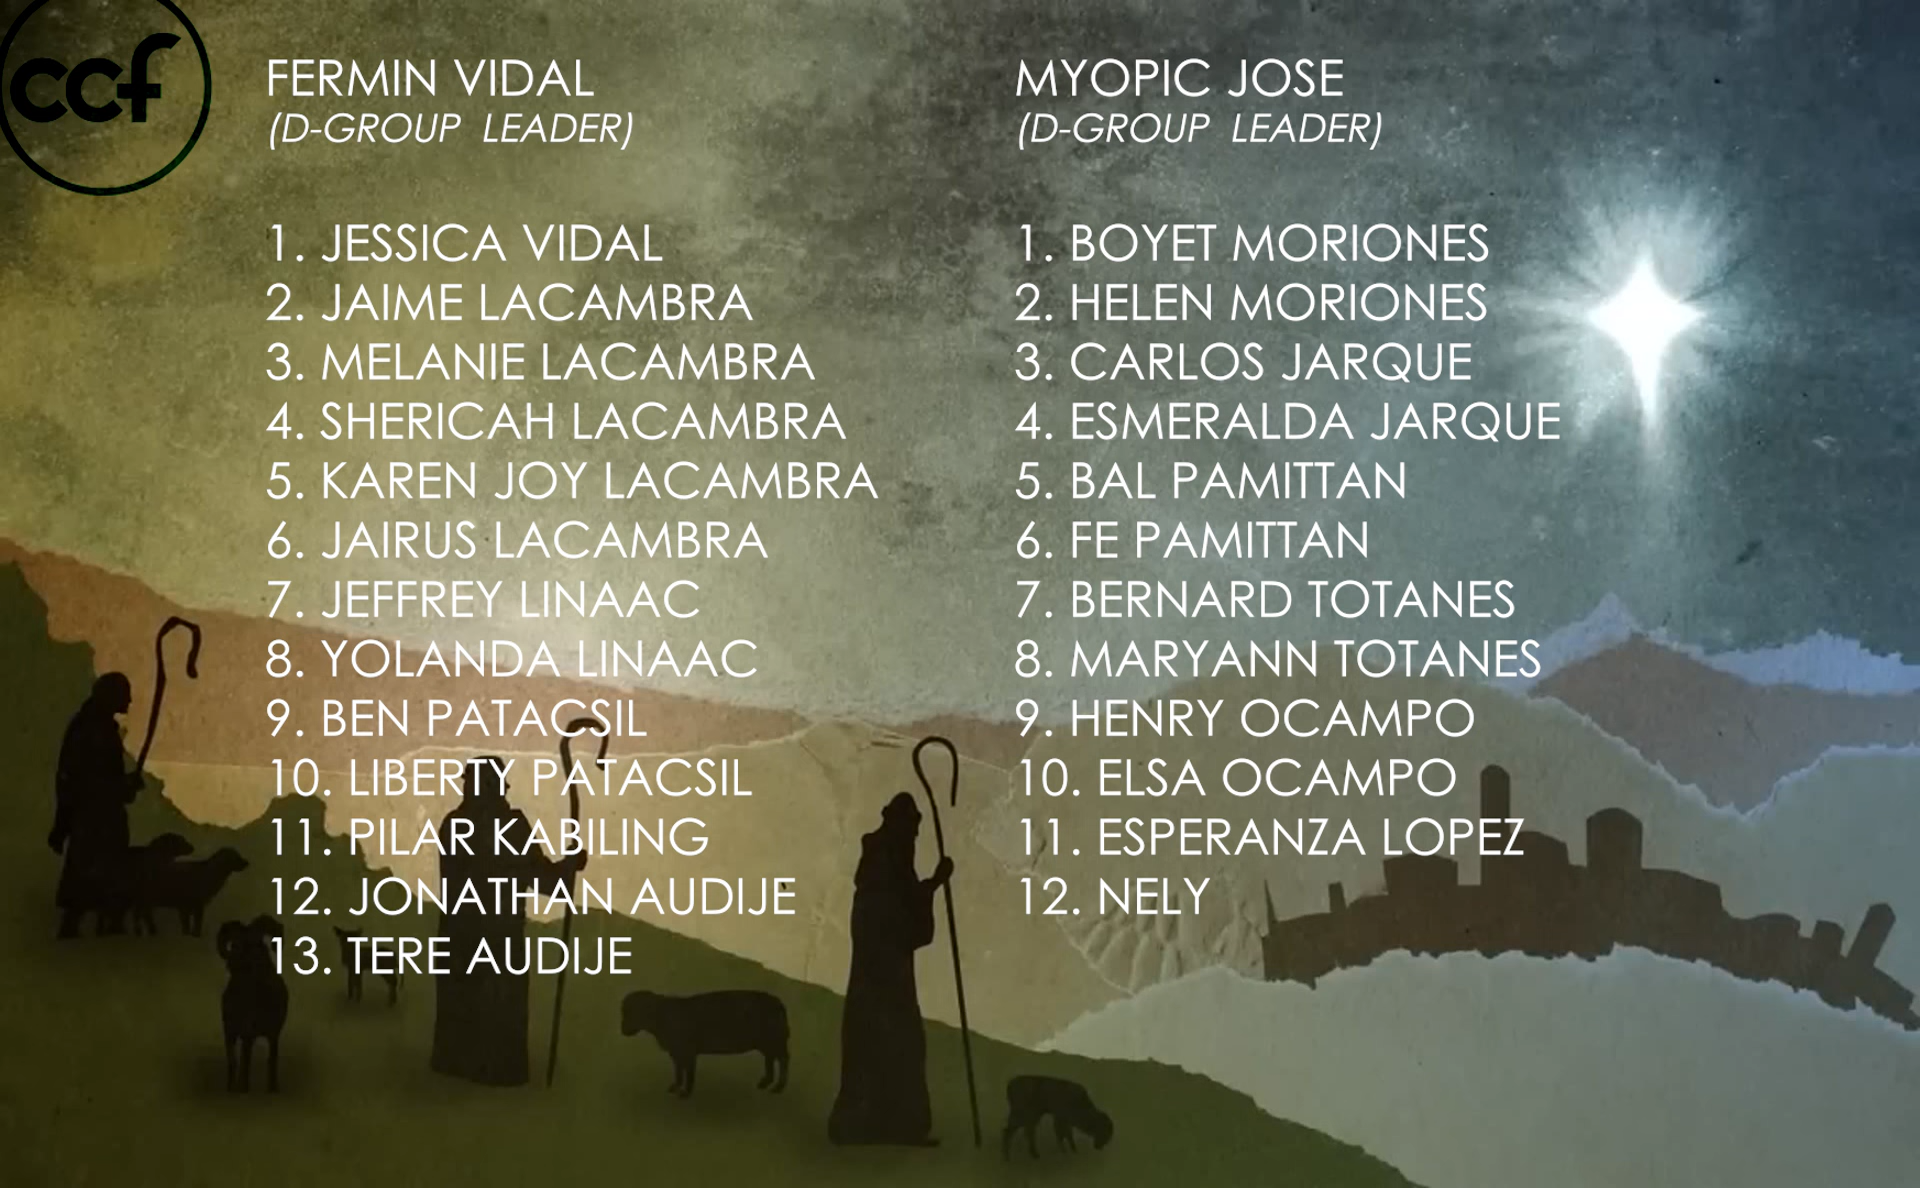 ccf
FERMIN VIDAL
(D-GROUP LEADER)
1. JESSICA VIDAL
2. JAIME LACAMBRA
3. MELANIE LACAMBRA
4. SHERICAH LACAMBRA
5. KAREN JOY LACAMBRA
6. JAIRUS LACAMBRA
7. JEFFREY LINAAC
8. YOLANDA LINAAC
9. BEN PATACSIL
10. LIBERTY PATACSIL
11. PILAR KABILING
12. JONATHAN AUDIJE
13. TERE AUDIJE
MYOPIC JOSE
(D-GROUP LEADER)
1. BOYET MORIONES
2. HELEN MORIONES
3. CARLOS JARQUE
4. ESMERALDA JARQUE
5. BAL PAMITTAN
6. FE PAMITTAN
7. BERNARD TOTANES
8. MARYANN TOTANES
9. HENRY OCAMPO
10. ELSA OCAMPO
11. ESPERANZA LOPEZ
12. NELY